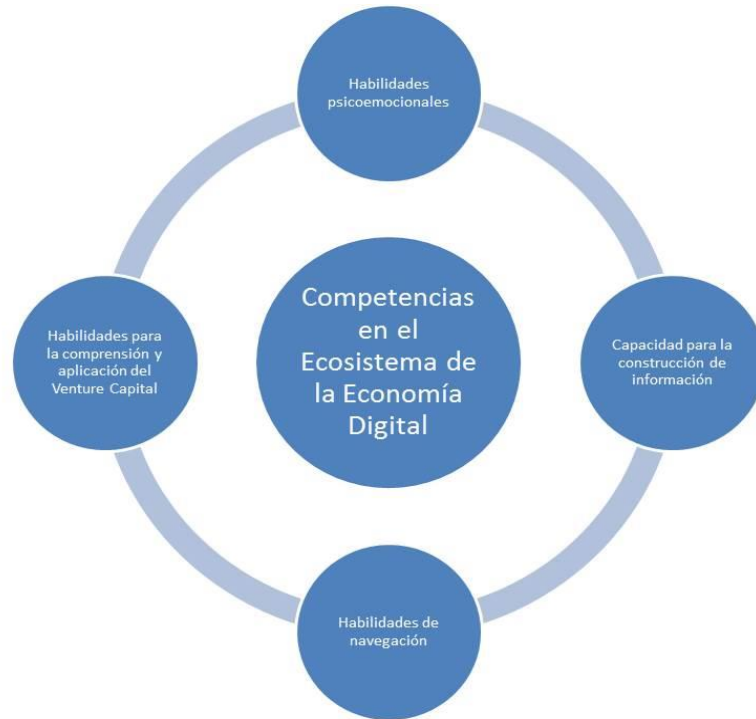 Habilidades
psicoemocionales
Competencias
en el
Ecosistema de
la Economía
Digital
Habilidades para
la comprensión y
aplicación del
Venture Capital
Capacidad para la
construcción de
información
Habilidades de
navegación